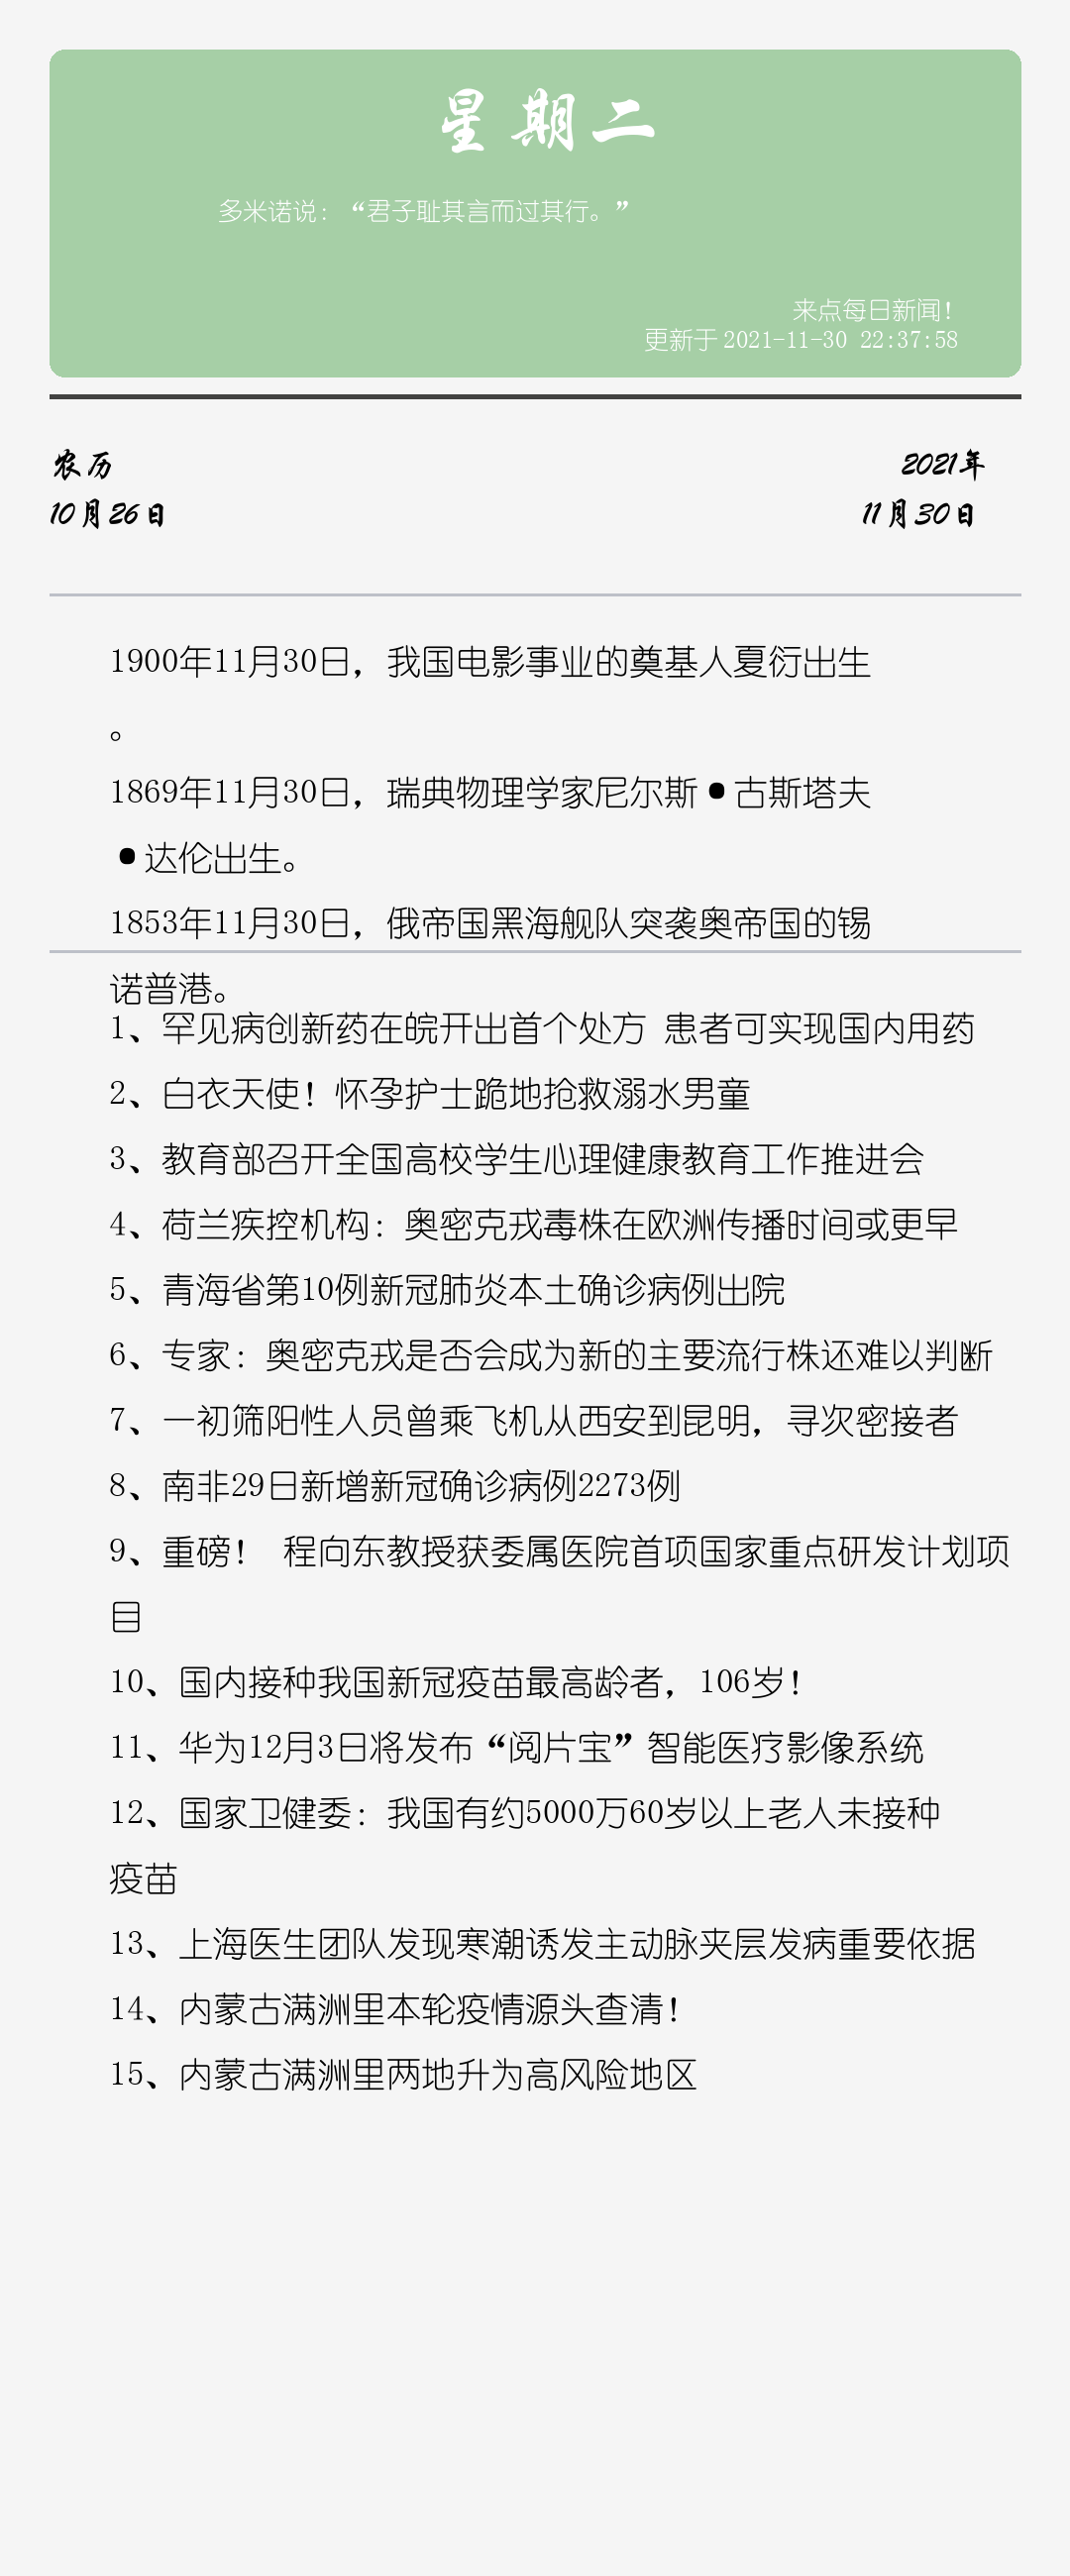 星期二
多米诺说：“君子耻其言而过其行。”
来点每日新闻！
更新于 2021-11-30 22:37:58
农历 2021年
10月26日 11月30日
1900年11月30日，我国电影事业的奠基人夏衍出生
。
1869年11月30日，瑞典物理学家尼尔斯•古斯塔夫
•达伦出生。
1853年11月30日，俄帝国黑海舰队突袭奥帝国的锡
诺普港。
1、罕见病创新药在皖开出首个处方 患者可实现国内用药
2、白衣天使！怀孕护士跪地抢救溺水男童
3、教育部召开全国高校学生心理健康教育工作推进会
4、荷兰疾控机构：奥密克戎毒株在欧洲传播时间或更早
5、青海省第10例新冠肺炎本土确诊病例出院
6、专家：奥密克戎是否会成为新的主要流行株还难以判断
7、一初筛阳性人员曾乘飞机从西安到昆明，寻次密接者
8、南非29日新增新冠确诊病例2273例
9、重磅！ 程向东教授获委属医院首项国家重点研发计划项
目
10、国内接种我国新冠疫苗最高龄者，106岁！
11、华为12月3日将发布“阅片宝”智能医疗影像系统
12、国家卫健委：我国有约5000万60岁以上老人未接种
疫苗
13、上海医生团队发现寒潮诱发主动脉夹层发病重要依据
14、内蒙古满洲里本轮疫情源头查清！
15、内蒙古满洲里两地升为高风险地区